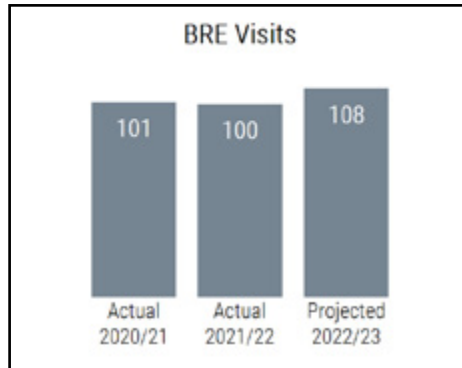 BRE Visits
101
100
108
Actual
2020/21
Actual
2021/22
Projected
2022/23